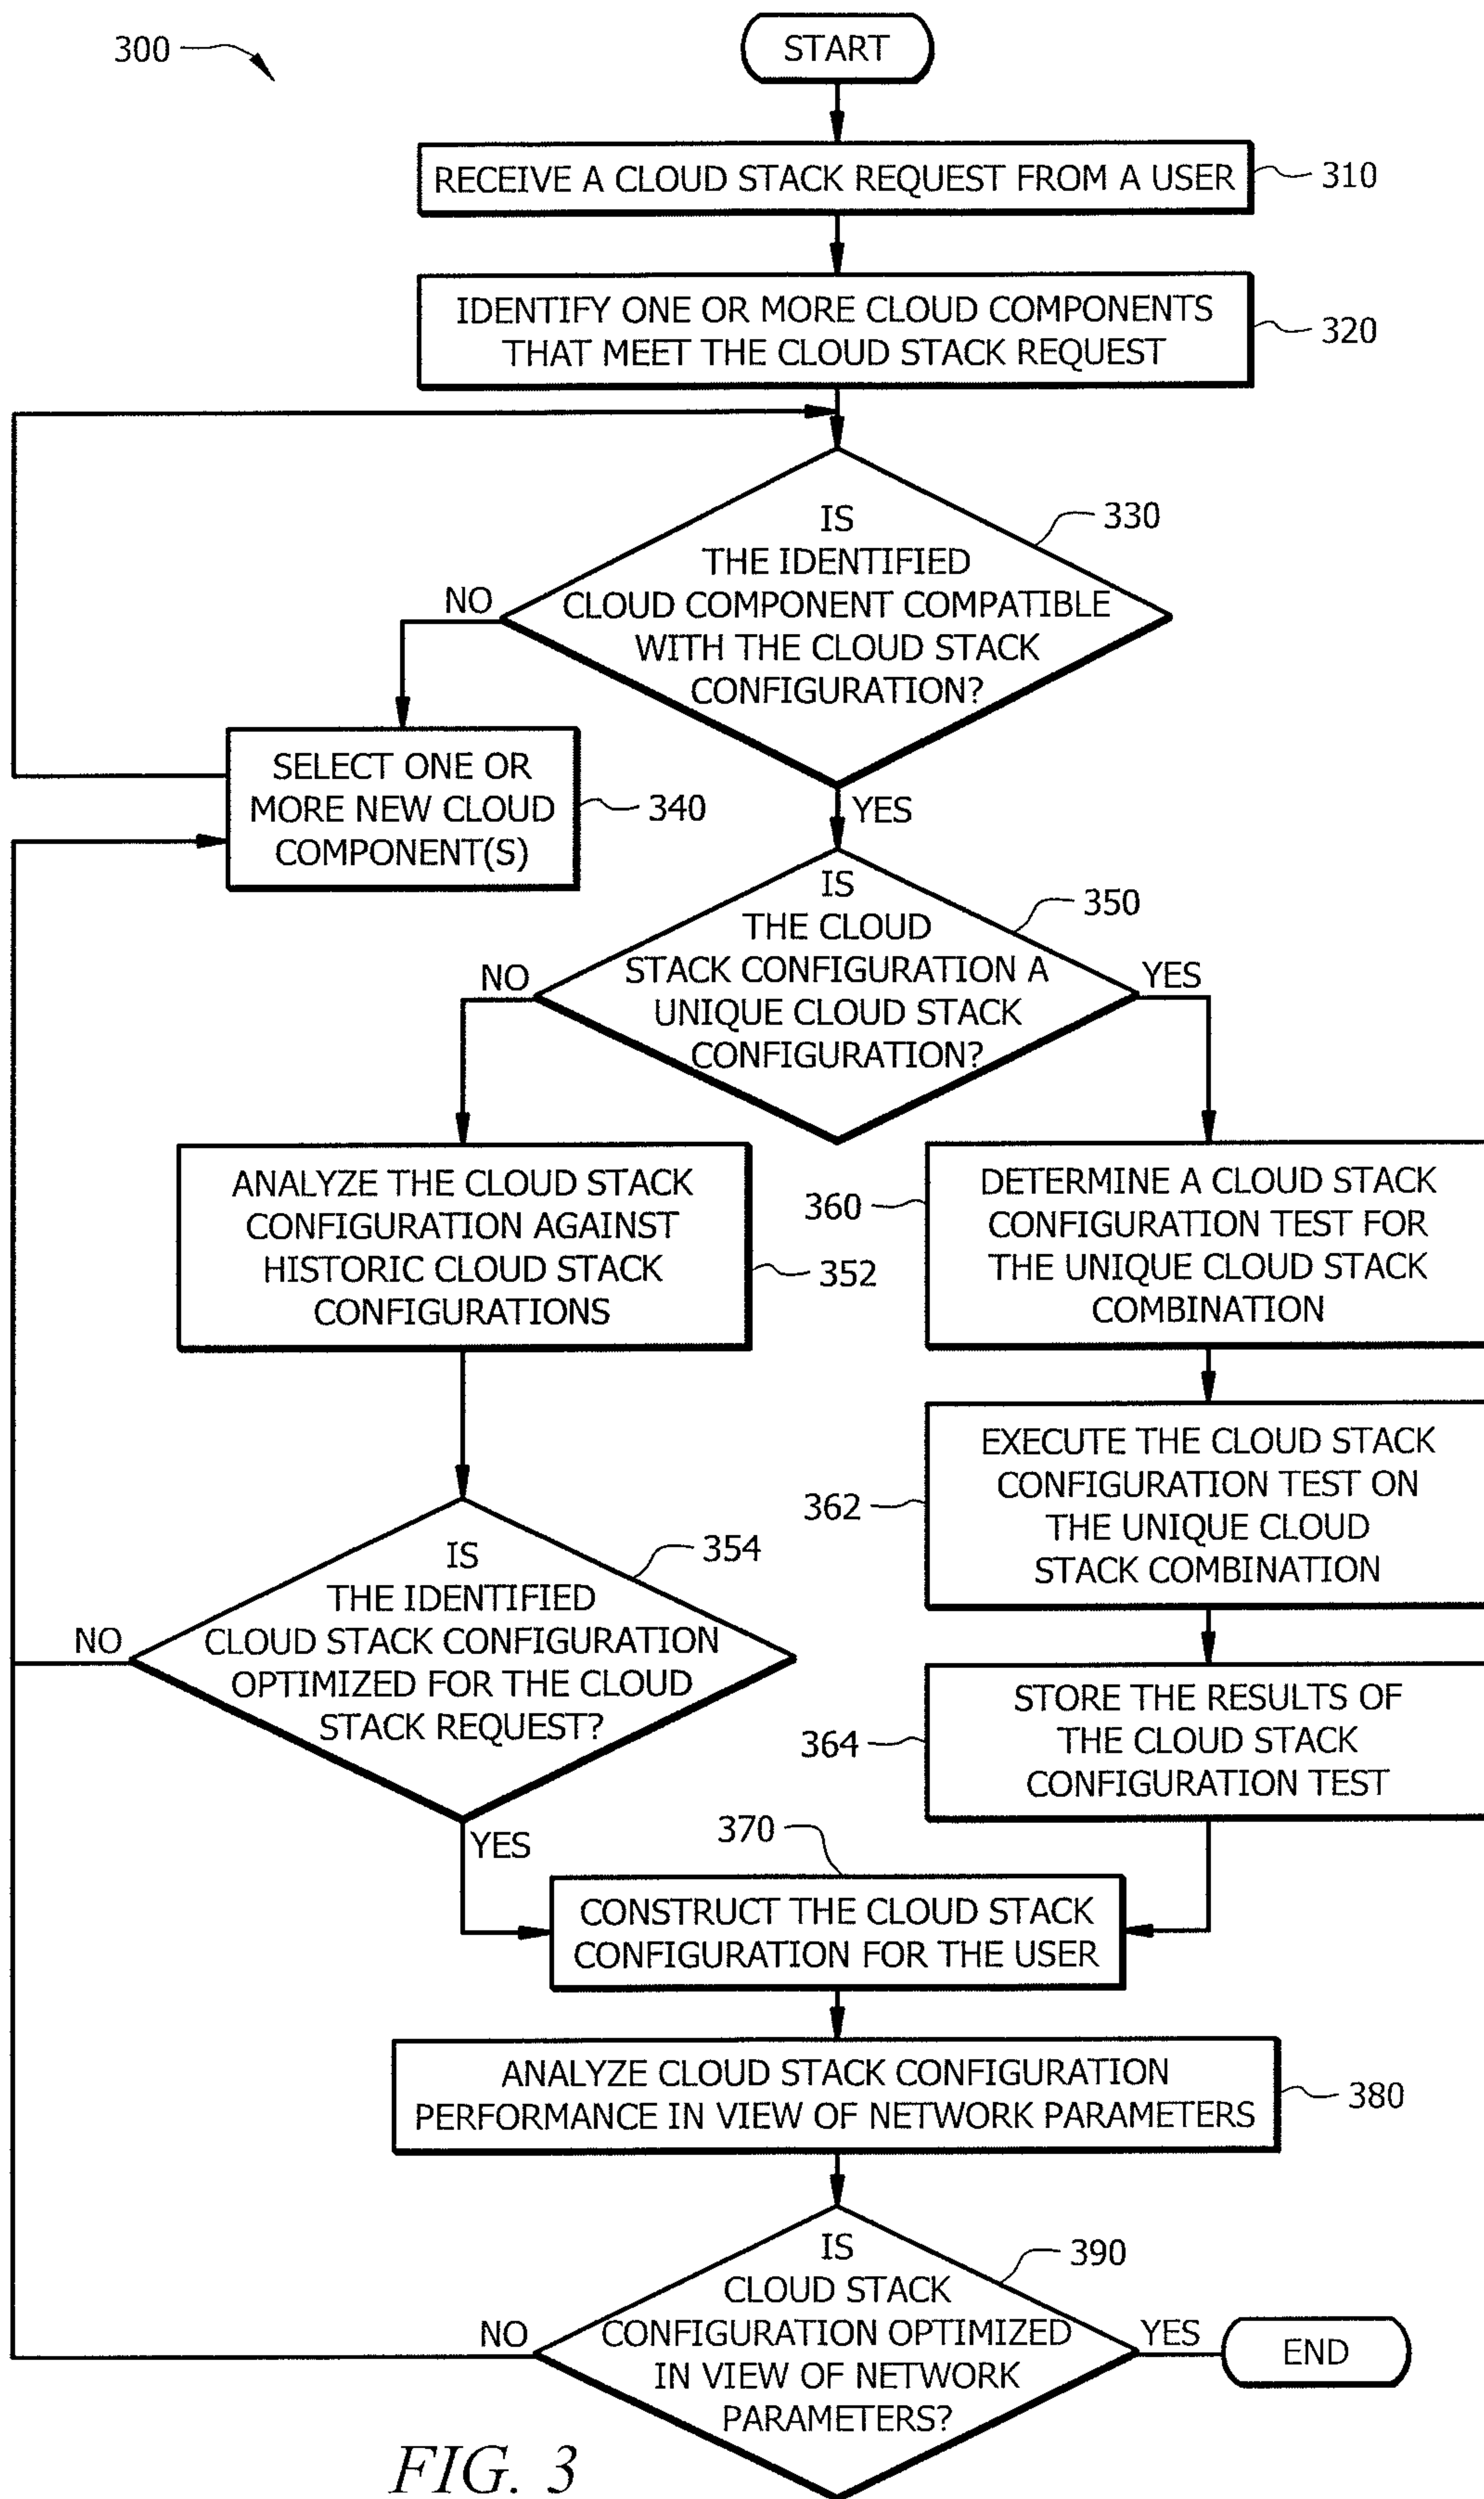 300
START
RECEIVE A CLOUD STACK REQUEST FROM A USER
310
IDENTIFY ONE OR MORE CLOUD COMPONENTS
THAT MEET THE CLOUD STACK REQUEST
320
IS
THE IDENTIFIED
CLOUD COMPONENT COMPATIBLE
WITH THE CLOUD STACK
CONFIGURATION?
330
NO
YES
SELECT ONE OR
MORE NEW CLOUD
COMPONENT(S)
340
IS
THE CLOUD
STACK CONFIGURATION A
UNIQUE CLOUD STACK
CONFIGURATION?
350
NO
YES
ANALYZE THE CLOUD STACK
CONFIGURATION AGAINST
HISTORIC CLOUD STACK
CONFIGURATIONS
352
360
DETERMINE A CLOUD STACK
CONFIGURATION TEST FOR
THE UNIQUE CLOUD STACK
COMBINATION
362
EXECUTE THE CLOUD STACK
CONFIGURATION TEST ON
THE UNIQUE CLOUD
STACK COMBINATION
IS
THE IDENTIFIED
CLOUD STACK CONFIGURATION
OPTIMIZED FOR THE CLOUD
STACK REQUEST?
354
NO
YES
364
STORE THE RESULTS OF
THE CLOUD STACK
CONFIGURATION TEST
370
CONSTRUCT THE CLOUD STACK
CONFIGURATION FOR THE USER
ANALYZE CLOUD STACK CONFIGURATION
PERFORMANCE IN VIEW OF NETWORK PARAMETERS
380
IS
CLOUD STACK
CONFIGURATION OPTIMIZED
IN VIEW OF NETWORK
PARAMETERS?
390
NO
YES
END
FIG. 3